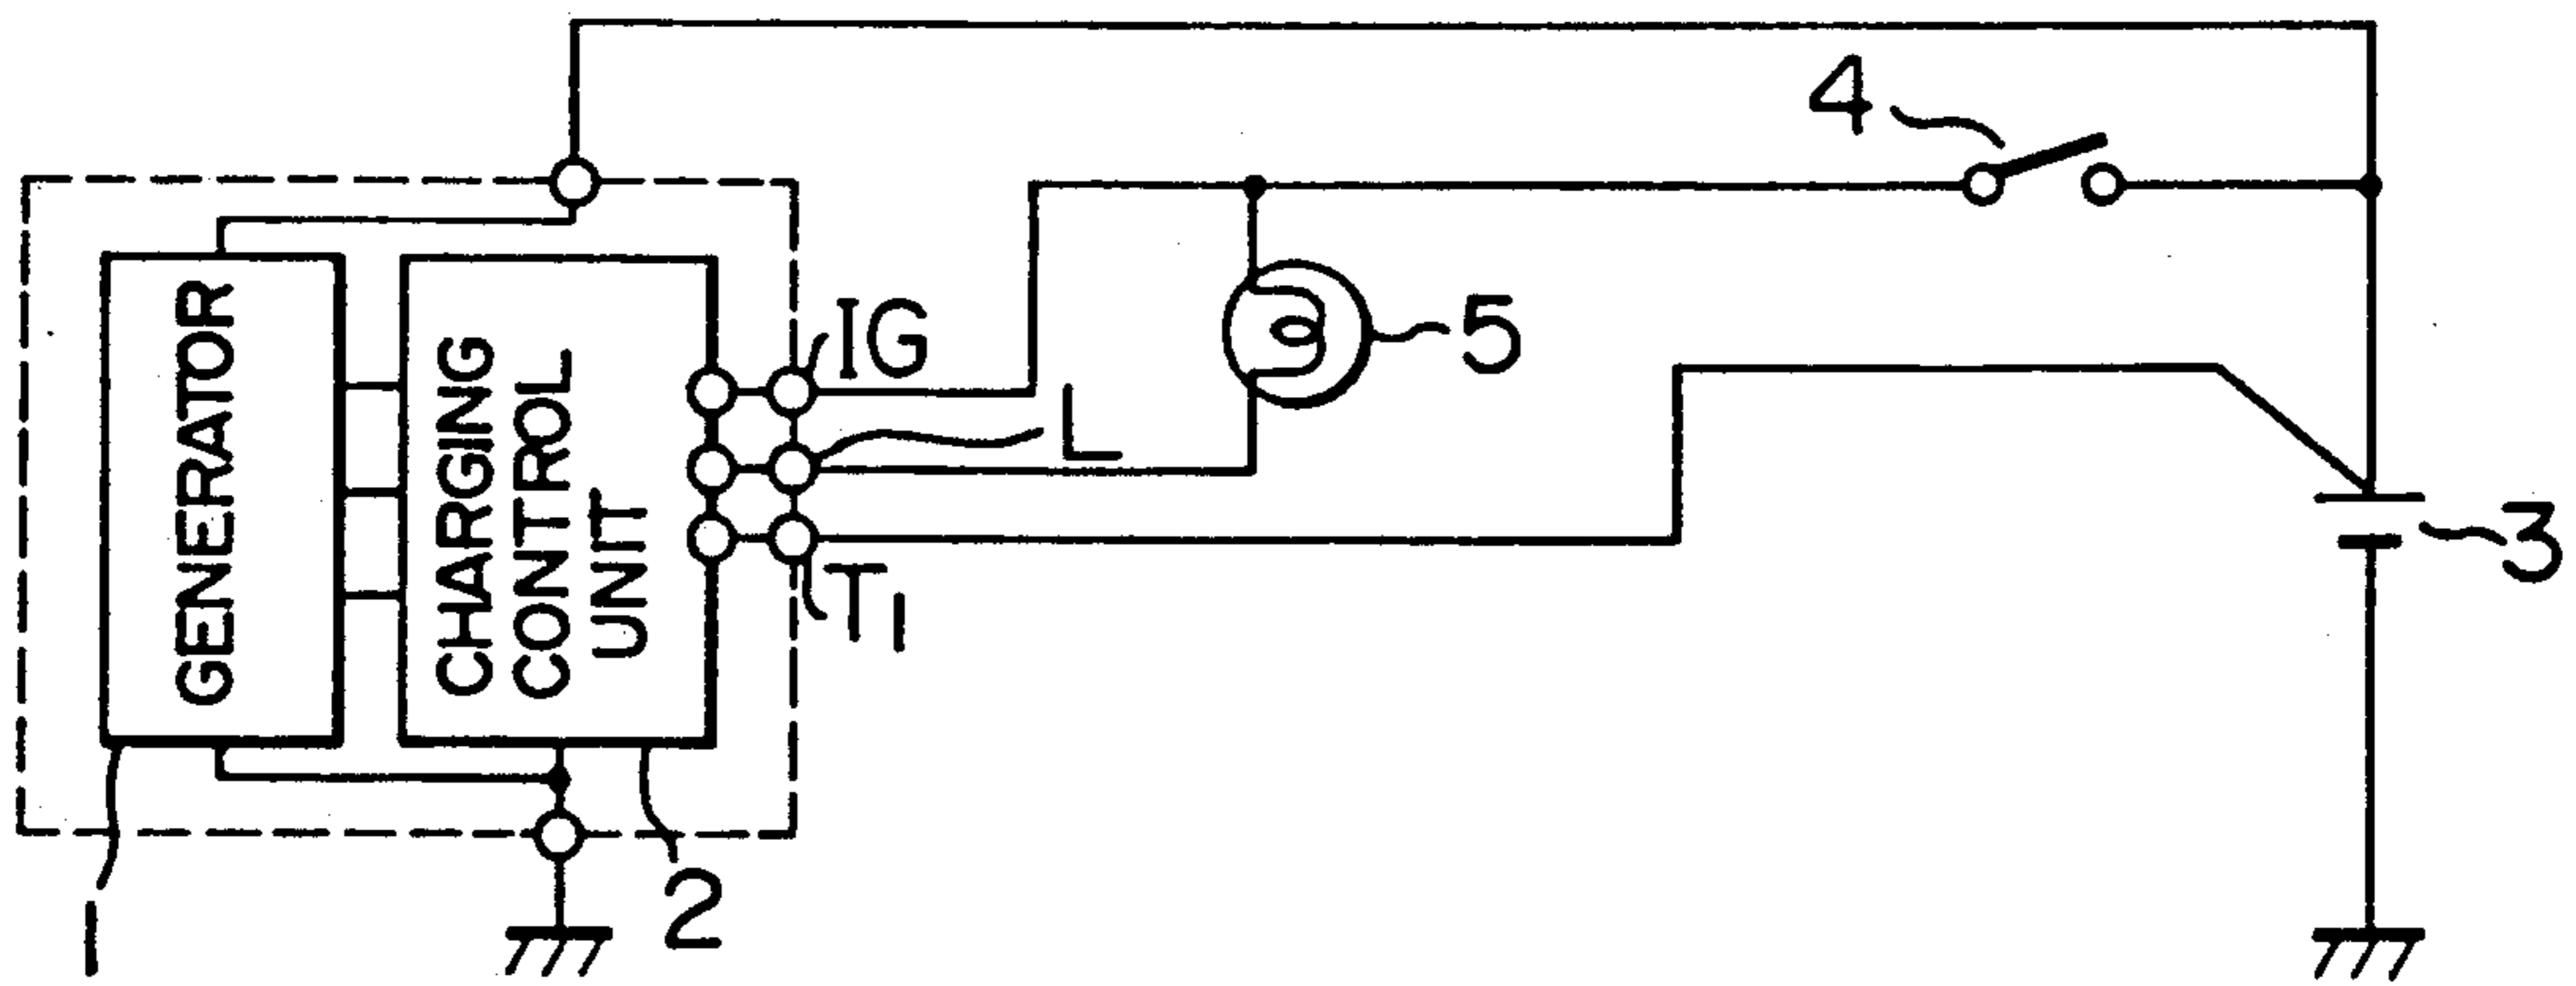 4
IG
5
L
GENERATOR
CHARGING
CONTROL
UNIT
T1
3
1
2